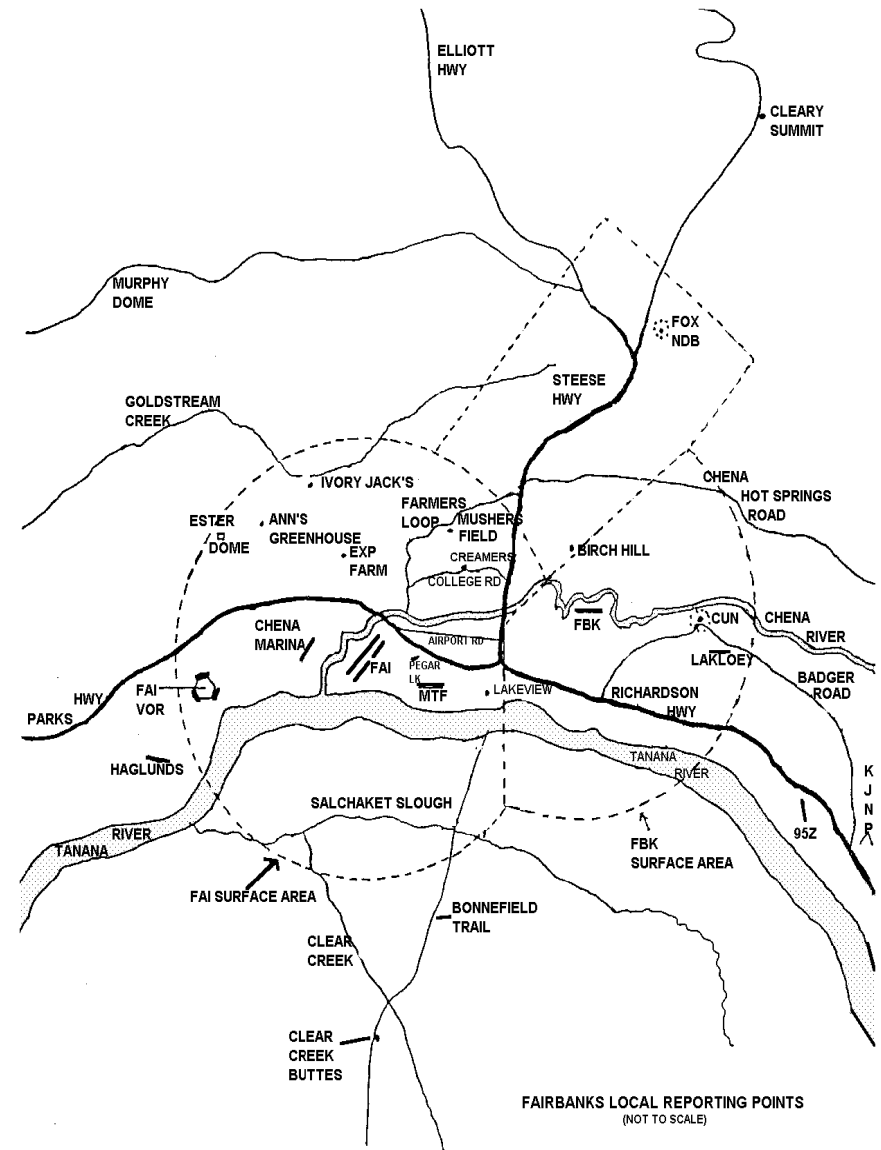 ELLIOTT
HWY
CLEARY
SUMMIT
MURPHY
DOME
FOX
NDB
STEESE
HWY
GOLDSTREAM
CREEK
IVORY JACK'S
CHENA
HOT SPRINGS
ROAD
FARMERS
LOOP
MUSHERS
FIELD
ESTER
DOME
ANN'S
GREENHOUSE
EXP
FARM
CREAMERS
COLLEGE RD
BIRCH HILL
CHENA
MARINA
FBK
CUN
CHENA
RIVER
AIRPORT RD
FAI
PEGAR
LK
MTF
LAKEVIEW
LAKLOEY
BADGER
ROAD
RICHARDSON
HWY
PARKS
HWY
FAI
VOR
HAGLUNDS
TANANA
RIVER
K
J
N
P
95Z
SALCHAKET SLOUGH
TANANA
RIVER
FBK
SURFACE AREA
FAI SURFACE AREA
BONNEFIELD
TRAIL
CLEAR
CREEK
CLEAR
CREEK
BUTTES
FAIRBANKS LOCAL REPORTING POINTS
(NOT TO SCALE)